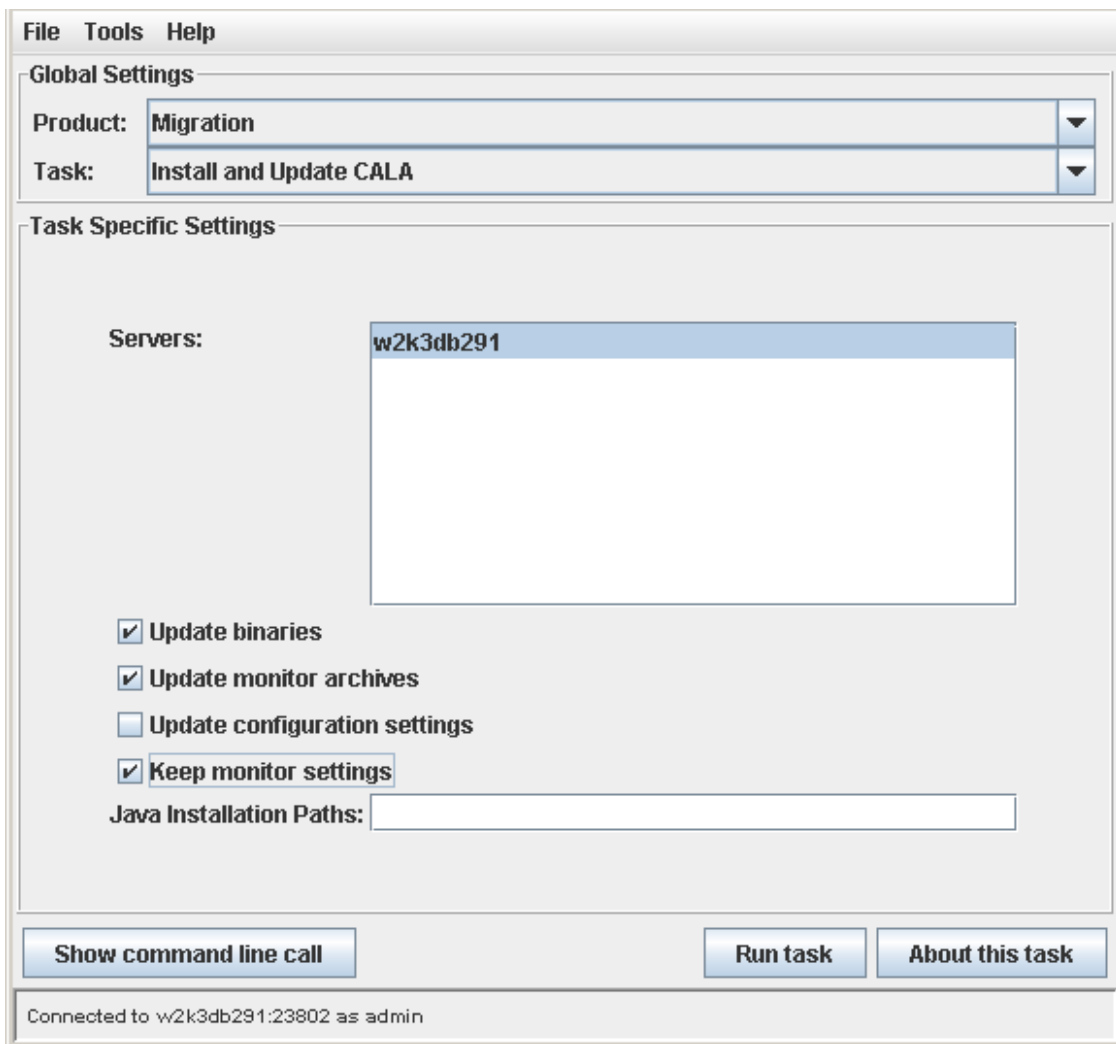 File Tools Help
Global Settings
Product: Migration
Task: Install and Update CALA
Task Specific Settings
Servers: w2k3db291
Update binaries
Update monitor archives
Update configuration settings
Keep monitor settings
Java Installation Paths:
Show command line call Run task About this task
Connected to w2k3db291:23802 as admin